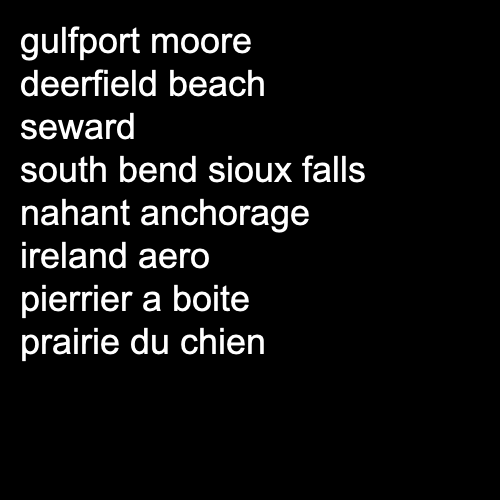 gulfport moore
deerfield beach
seward
south bend sioux falls
nahant anchorage
ireland aero
pierrier a boite
prairie du chien